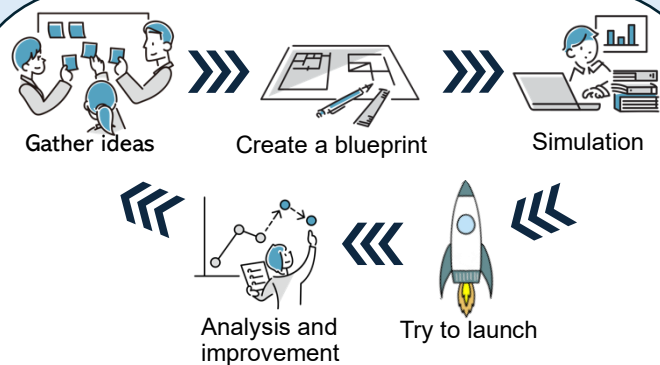 Gather ideas
Create a blueprint
Simulation
Analysis and
improvement
Try to launch